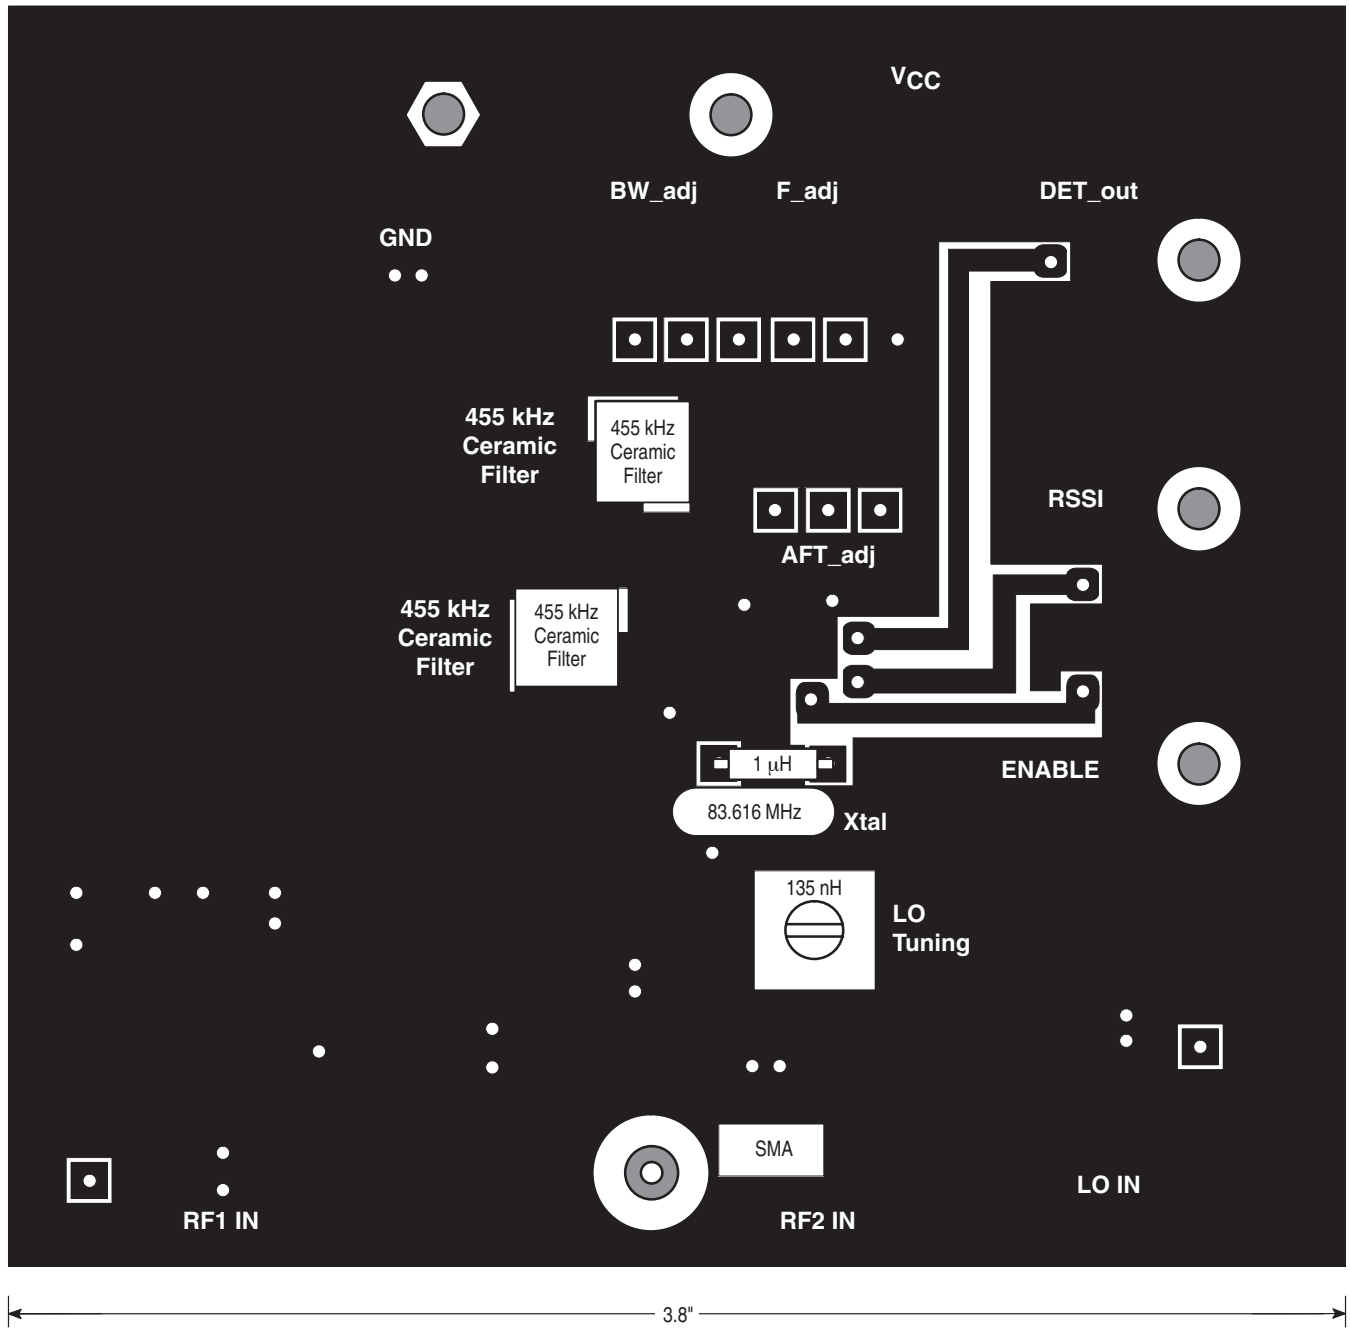 VCC
BW_adj
F_adj
DET_out
GND
455 kHz
Ceramic
Filter
455 kHz
Ceramic
Filter
RSSI
AFT_adj
455 kHz
Ceramic
Filter
455 kHz
Ceramic
Filter
1 μH
ENABLE
83.616 MHz
Xtal
135 nH
LO
Tuning
SMA
LO IN
RF1 IN
RF2 IN
3.8"